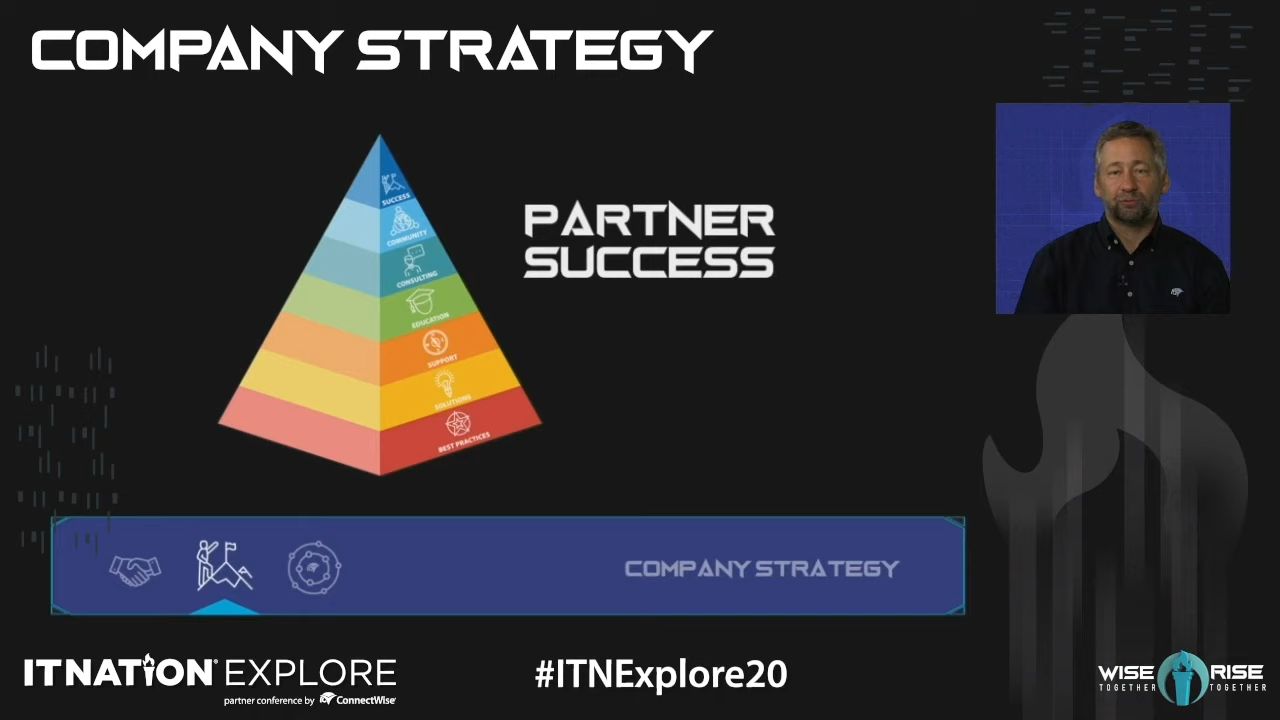 COMPANY STRATEGY
SUCCESS
COMMUNITY
CONSULTING
EDUCATION
SUPPORT
SOLUTIONS
BEST PRACTICES
PARTNER
SUCCESS
COMPANY STRATEGY
ITNATION® EXPLORE
partner conference by ConnectWise
#ITNExplore20
WISE RISE
TOGETHER TOGETHER